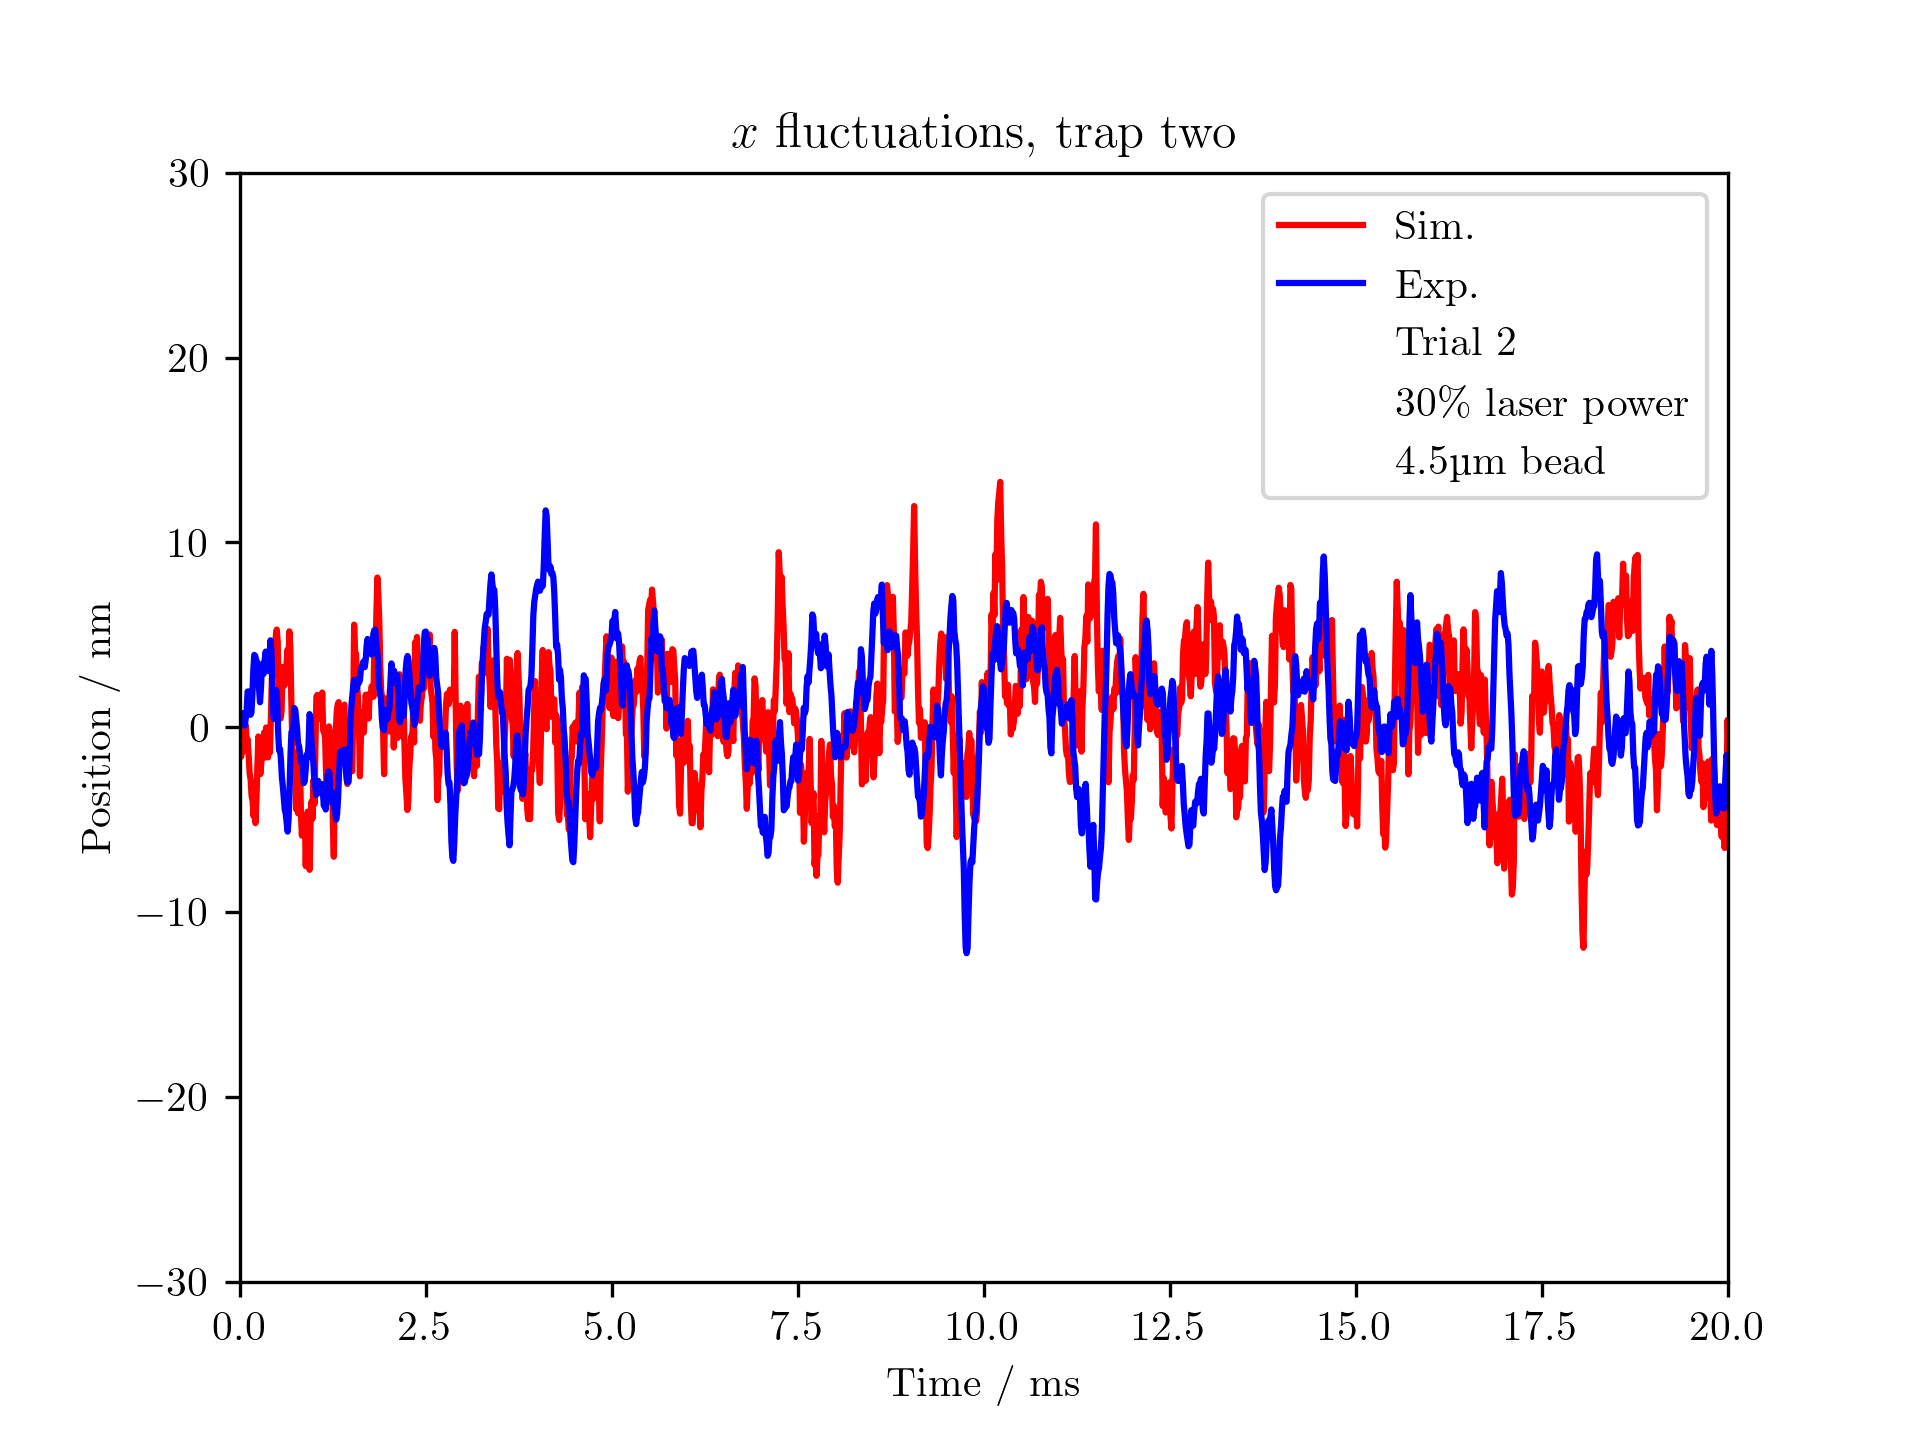 x fluctuations, trap two
Sim.
Exp.
Trial 2
30% laser power
4.5µm bead
Position / nm
30
20
10
0
−10
−20
−30
0.0 2.5 5.0 7.5 10.0 12.5 15.0 17.5 20.0
Time / ms